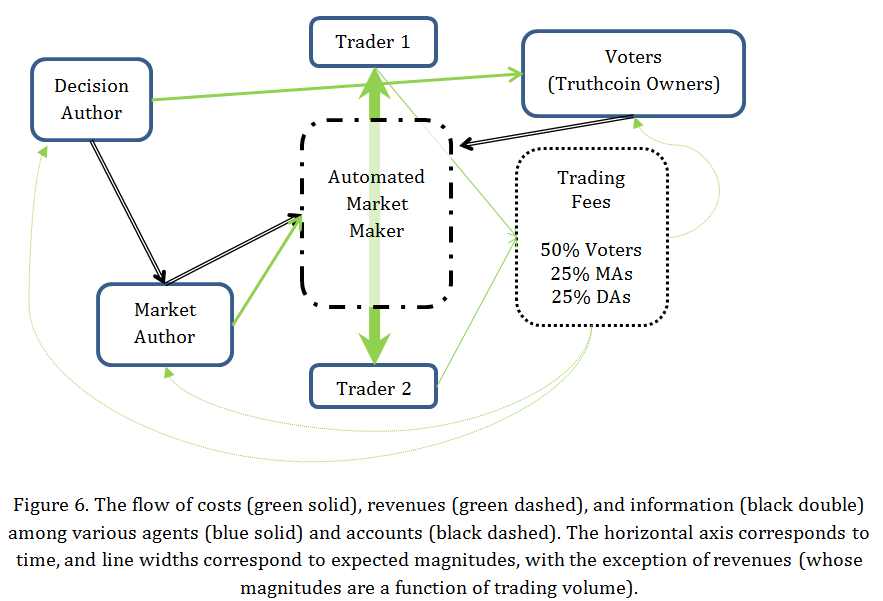 Trader 1
Voters
(Truthcoin Owners)
Decision
Author
Automated
Market
Maker
Trading
Fees
50% Voters
25% MAs
25% DAs
Market
Author
Trader 2
Figure 6. The flow of costs (green solid), revenues (green dashed), and information (black double)
among various agents (blue solid) and accounts (black dashed). The horizontal axis corresponds to
time, and line widths correspond to expected magnitudes, with the exception of revenues (whose
magnitudes are a function of trading volume).